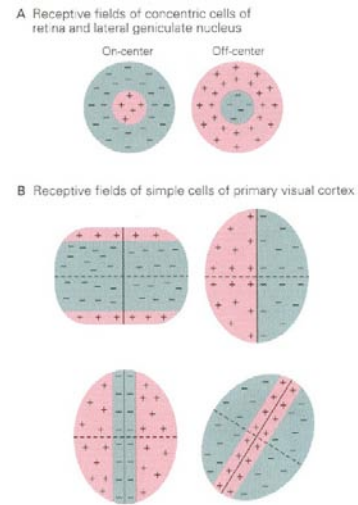 A Receptive fields of concentric cells of
retina and lateral geniculate nucleus
On-center Off-center
B Receptive fields of simple cells of primary visual cortex